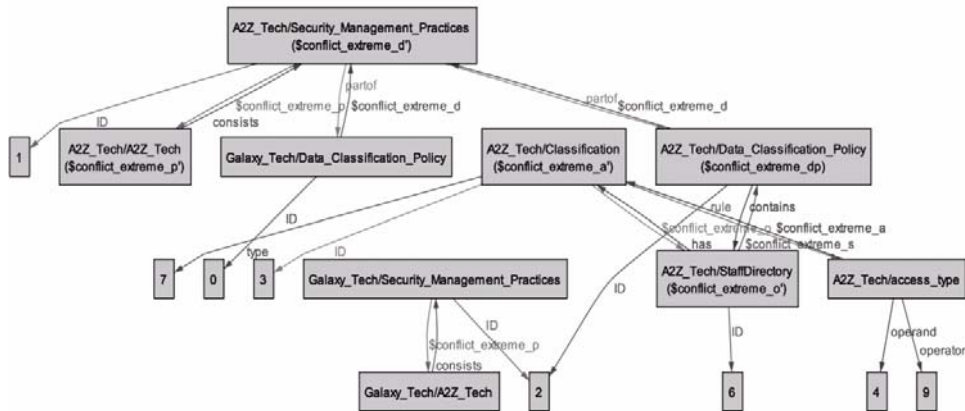 A2Z_Tech/Security_Management_Practices
($conflict_extreme_d')
partof
$conflict_extreme_p
$conflict_extreme_d
partof
$conflict_extreme_d
ID
consists
1
A2Z_Tech/A2Z_Tech
($conflict_extreme_p')
Galaxy_Tech/Data_Classification_Policy
A2Z_Tech/Classification
($conflict_extreme_a')
A2Z_Tech/Data_Classification_Policy
($conflict_extreme_dp)
ID
rule
contains
$conflict_extreme_o
$conflict_extreme_a
has
$conflict_extreme_s
type
ID
7
0
3
Galaxy_Tech/Security_Management_Practices
A2Z_Tech/StaffDirectory
($conflict_extreme_o')
A2Z_Tech/access_type
ID
ID
$conflict_extreme_p
consists
ID
operand
operator
Galaxy_Tech/A2Z_Tech
2
6
4
9